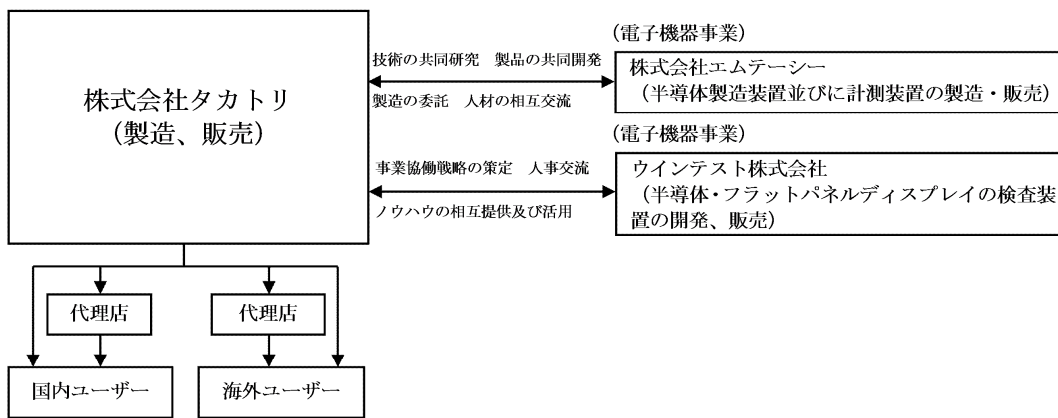 株式会社タカトリ
（製造、販売）
技術の共同研究　製品の共同開発
製造の委託　人材の相互交流
（電子機器事業）
株式会社エムテーシー
（半導体製造装置並びに計測装置の製造・販売）
事業協働戦略の策定　人事交流
ノウハウの相互提供及び活用
（電子機器事業）
ウインテスト株式会社
（半導体・フラットパネルディスプレイの検査装
置の開発、販売）
代理店
代理店
国内ユーザー
海外ユーザー